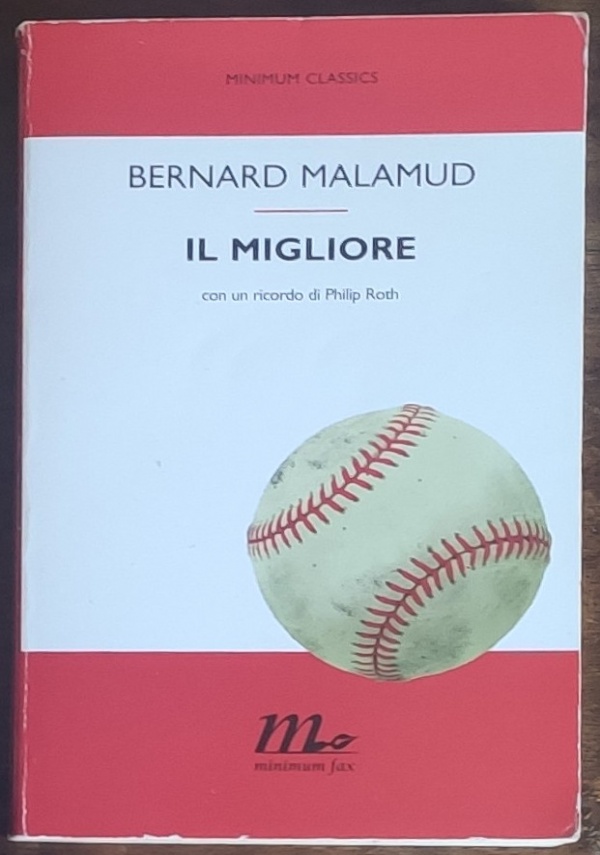 MINIMUM CLASSICS
BERNARD MALAMUD
IL MIGLIORE
con un ricordo di Philip Roth
m
minimum fax